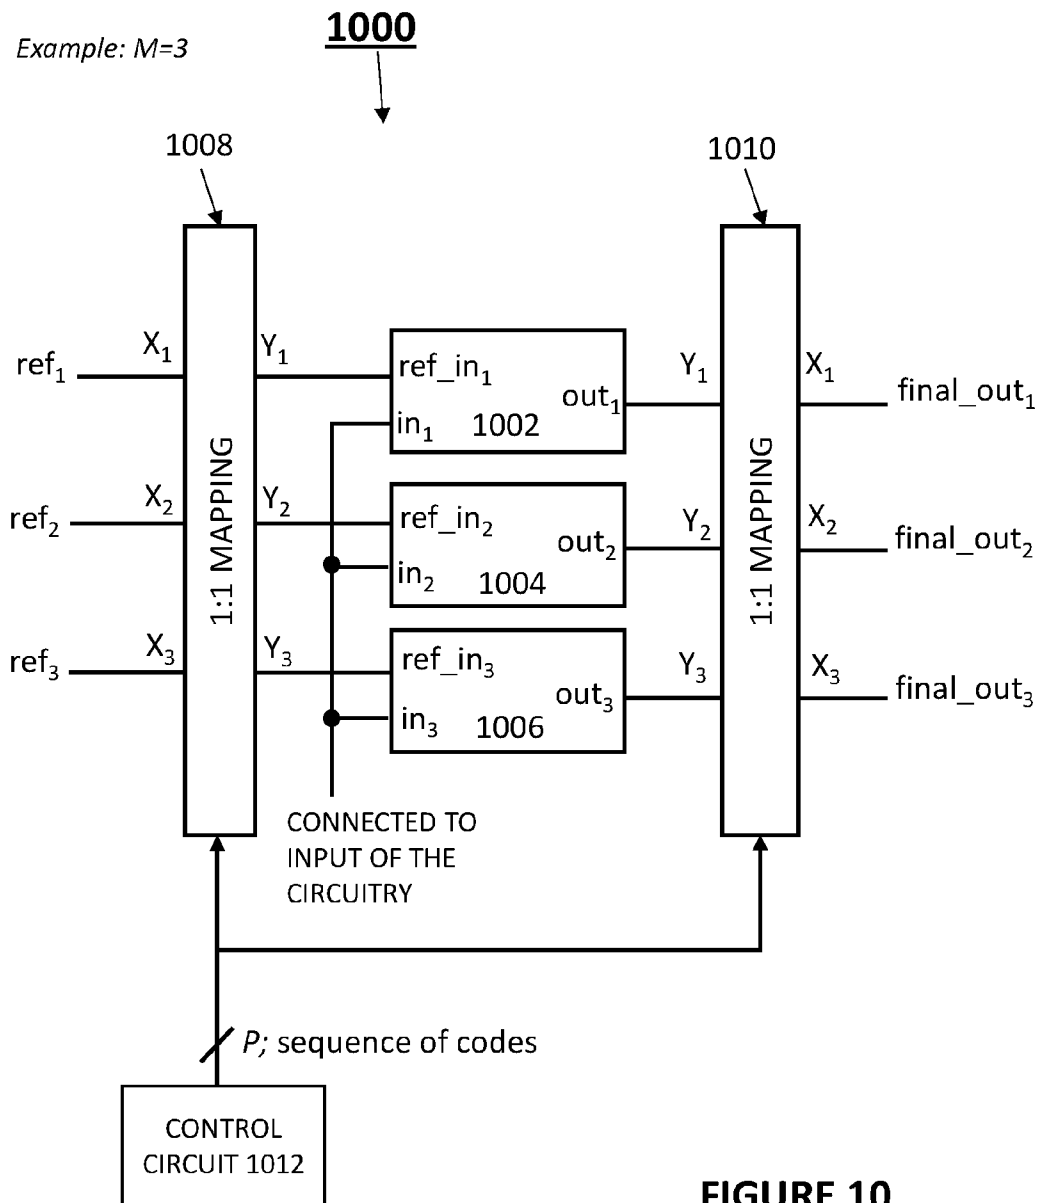 Example: M=3
1000
1008
1010
ref1
X1
Y1
ref_in1
out1
in1
1002
Y1
X1
final_out1
1:1 MAPPING
1:1 MAPPING
ref2
X2
Y2
ref_in2
out2
in2
1004
Y2
X2
final_out2
ref3
X3
Y3
ref_in3
out3
in3
1006
Y3
X3
final_out3
CONNECTED TO
INPUT OF THE
CIRCUITRY
P; sequence of codes
CONTROL
CIRCUIT 1012
FIGURE 10